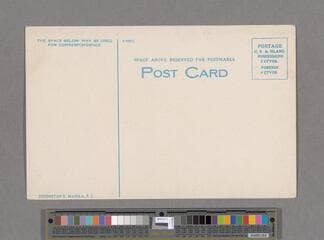 THE SPACE BELOW MAY BE USED
FOR CORRESPONDENCE
SPACE ABOVE RESERVED FOR POSTMARKS
POST CARD
POSTAGE
U. S. & ISLAND
POSSESSIONS
2 CTVOS.
FOREIGN
4 CTVOS.
MANILA, P. I.